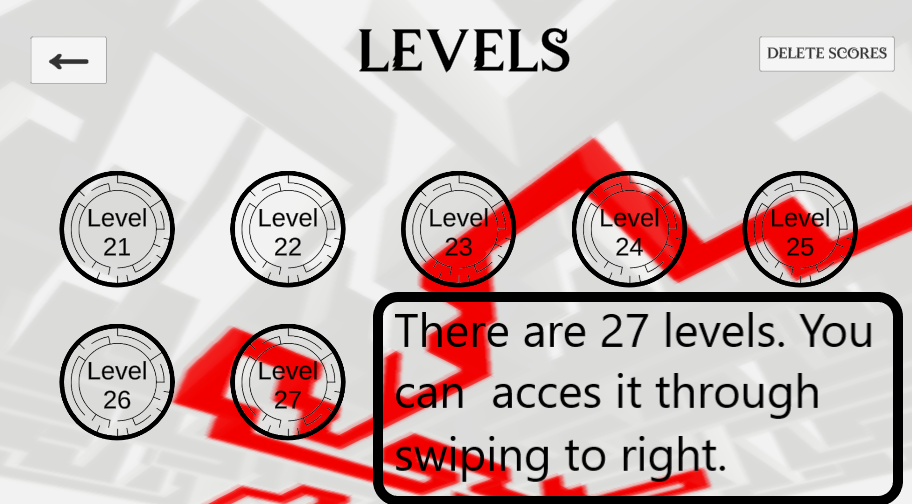 LEVELS
DELETE SCORES
Level
21
Level
22
Level
23
Level
24
Level
25
Level
26
Level
27
There are 27 levels. You
can  acces it through
swiping to right.